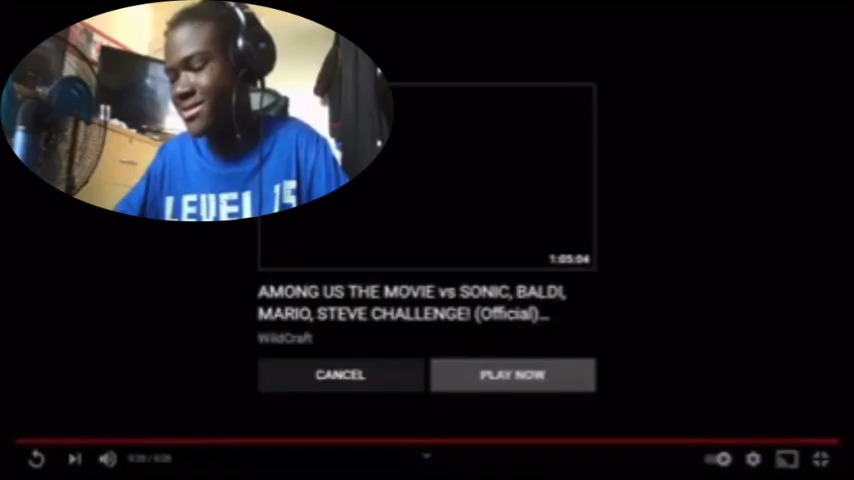 LEVEL 15
1:05:04
AMONG US THE MOVIE vs SONIC, BALDI,
MARIO, STEVE CHALLENGE! (Official)...
WildCraft
CANCEL
PLAY NOW